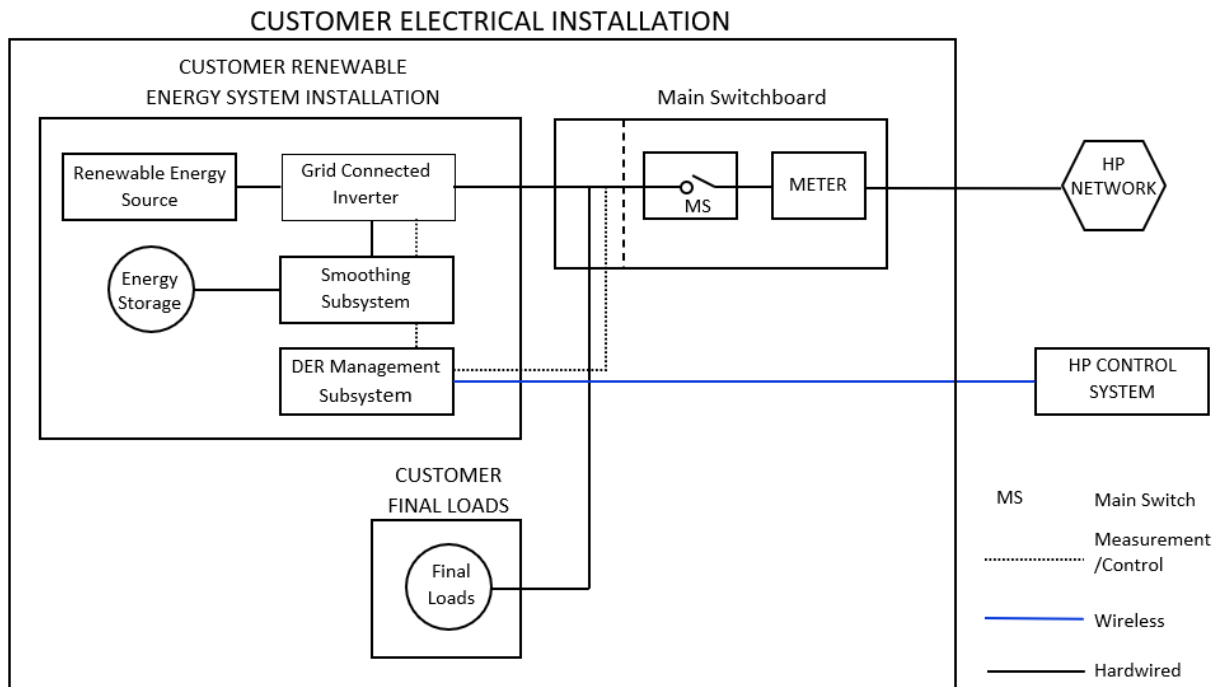 CUSTOMER ELECTRICAL INSTALLATION
CUSTOMER RENEWABLE
ENERGY SYSTEM INSTALLATION
Main Switchboard
Renewable Energy
Source
Grid Connected
Inverter
MS
METER
HP
NETWORK
Energy
Storage
Smoothing
Subsystem
DER Management
Subsystem
HP CONTROL
SYSTEM
CUSTOMER
FINAL LOADS
Final
Loads
MS Main Switch
Measurement
/Control
Wireless
Hardwired